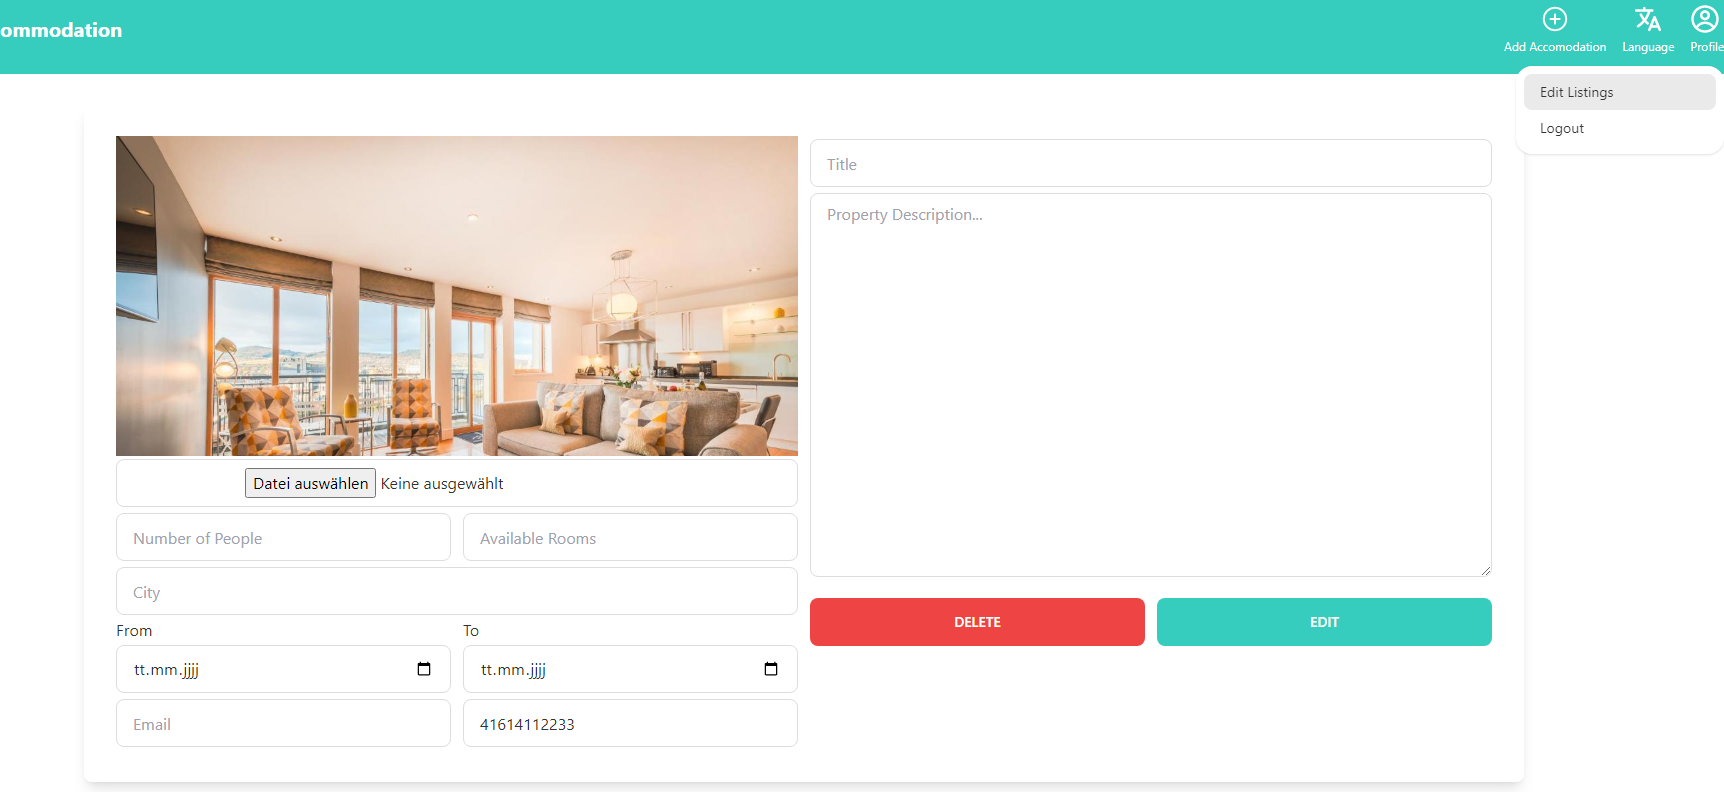 ommodation
Add Accomodation
Language
Profile
Edit Listings
Logout
Title
Property Description...
Datei auswählen Keine ausgewählt
Number of People
Available Rooms
City
From
To
tt.mm.jjjj
tt.mm.jjjj
Email
41614112233
DELETE
EDIT